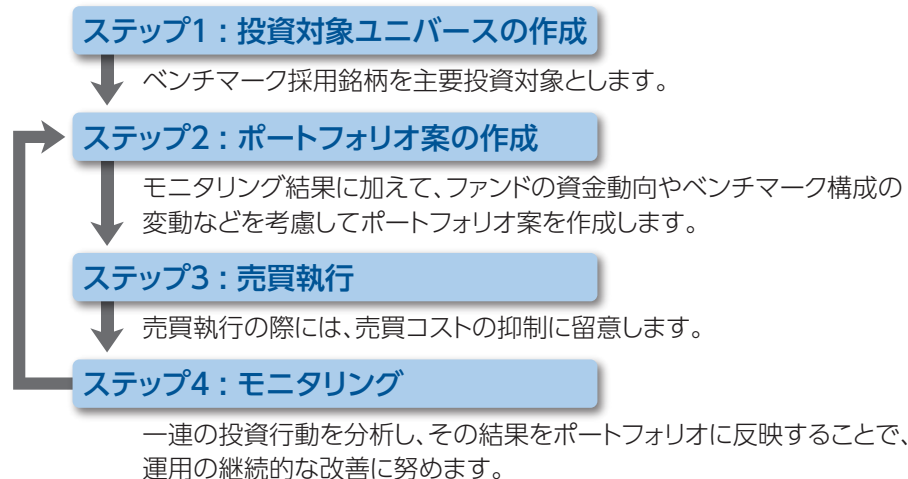 ステップ1：投資対象ユニバースの作成
ベンチマーク採用銘柄を主要投資対象とします。
ステップ2：ポートフォリオ案の作成
モニタリング結果に加えて、ファンドの資金動向やベンチマーク構成の
変動などを考慮してポートフォリオ案を作成します。
ステップ3：売買執行
売買執行の際には、売買コストの抑制に留意します。
ステップ4：モニタリング
一連の投資行動を分析し、その結果をポートフォリオに反映することで、
運用の継続的な改善に努めます。